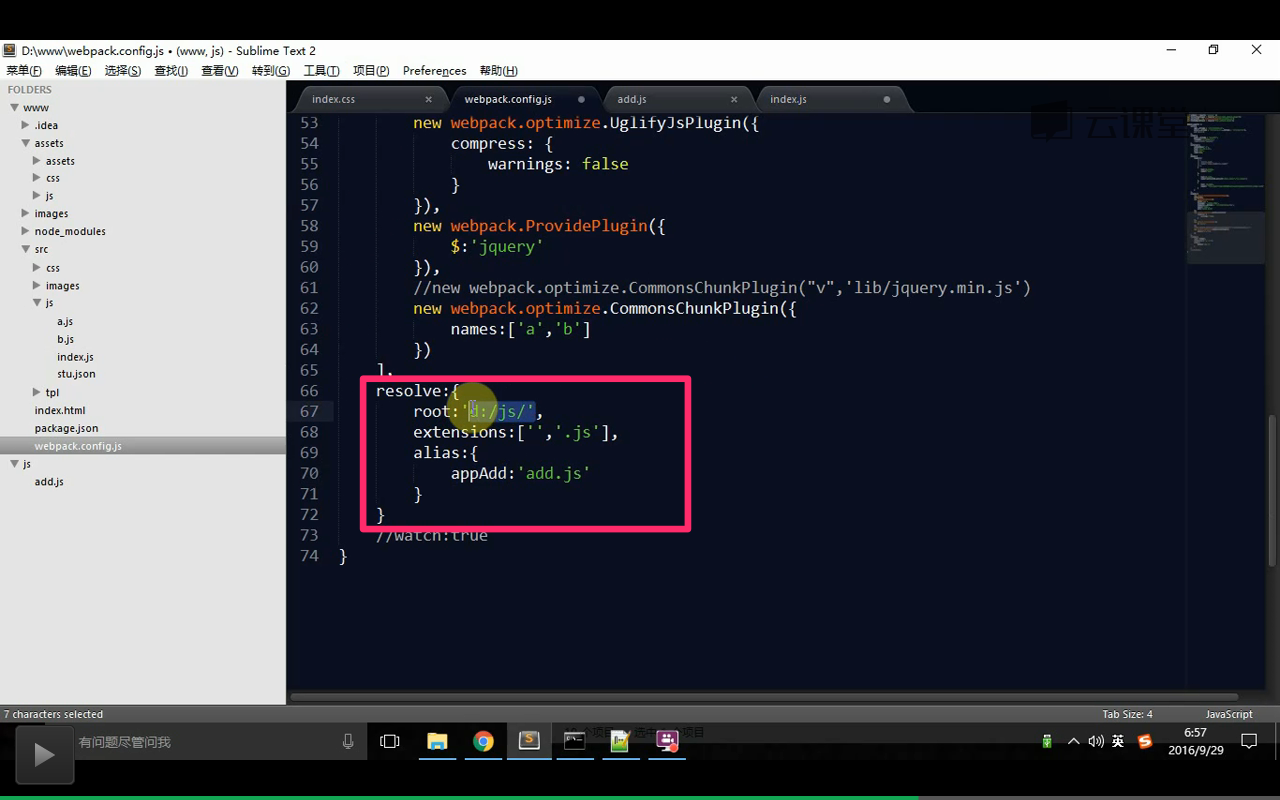 D:\www\webpack.config.js • (www, js) - Sublime Text 2
菜单(F) 编辑(E) 选择(S) 查找(I) 查看(V) 转到(G) 工具(T) 项目(P) Preferences 帮助(H)
FOLDERS
www
.idea
assets
assets
css
js
images
node_modules
src
css
images
js
a.js
b.js
index.js
stu.json
tpl
index.html
package.json
webpack.config.js
js
add.js
index.css × webpack.config.js add.js × index.js
云课堂
53 new webpack.optimize.UglifyJsPlugin({
54 compress: {
55 warnings: false
56 }
57 }),
58 new webpack.ProvidePlugin({
59 $:'jquery'
60 }),
61 //new webpack.optimize.CommonsChunkPlugin("v",'lib/jquery.min.js')
62 new webpack.optimize.CommonsChunkPlugin({
63 names:['a','b']
64 })
65 ],
66 resolve:{
67 root:'d:/js/',
68 extensions:['','.js'],
69 alias:{
70 appAdd:'add.js'
71 }
72 }
73 //watch:true
74 }
7 characters selected
Tab Size: 4 JavaScript
有问题尽管问我
英
6:57
2016/9/29